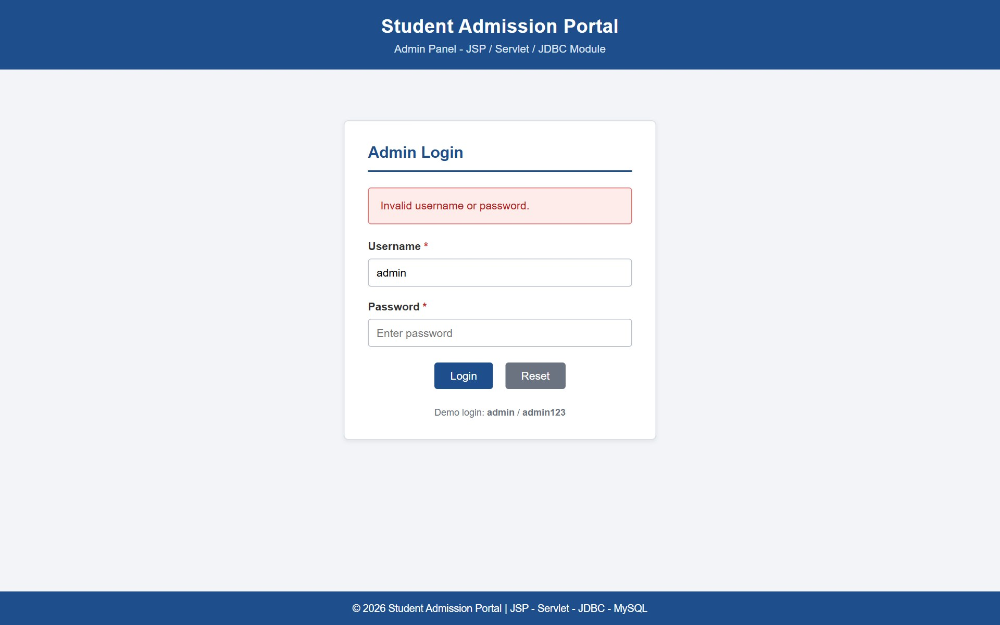 Student Admission Portal
Admin Panel - JSP / Servlet / JDBC Module
Admin Login
Invalid username or password.
Username *
admin
Password *
Enter password
Login
Reset
Demo login: admin / admin123
© 2026 Student Admission Portal | JSP - Servlet - JDBC - MySQL